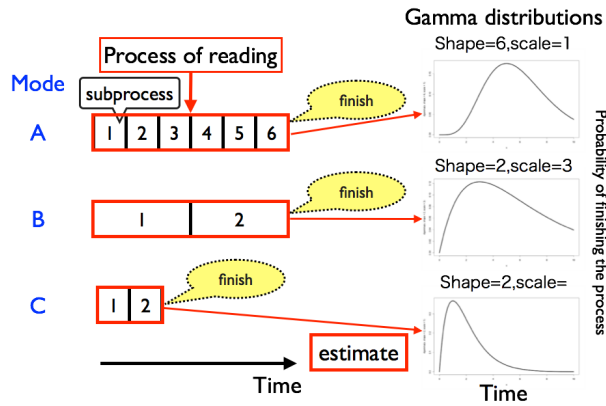 Gamma distributions
Process of reading
Shape=6,scale=1
Mode
subprocess
finish
A
1 2 3 4 5 6
Shape=2,scale=3
finish
B
1 2
Probability of finishing the process
finish
Shape=2,scale=
C
1 2
estimate
Time
Time